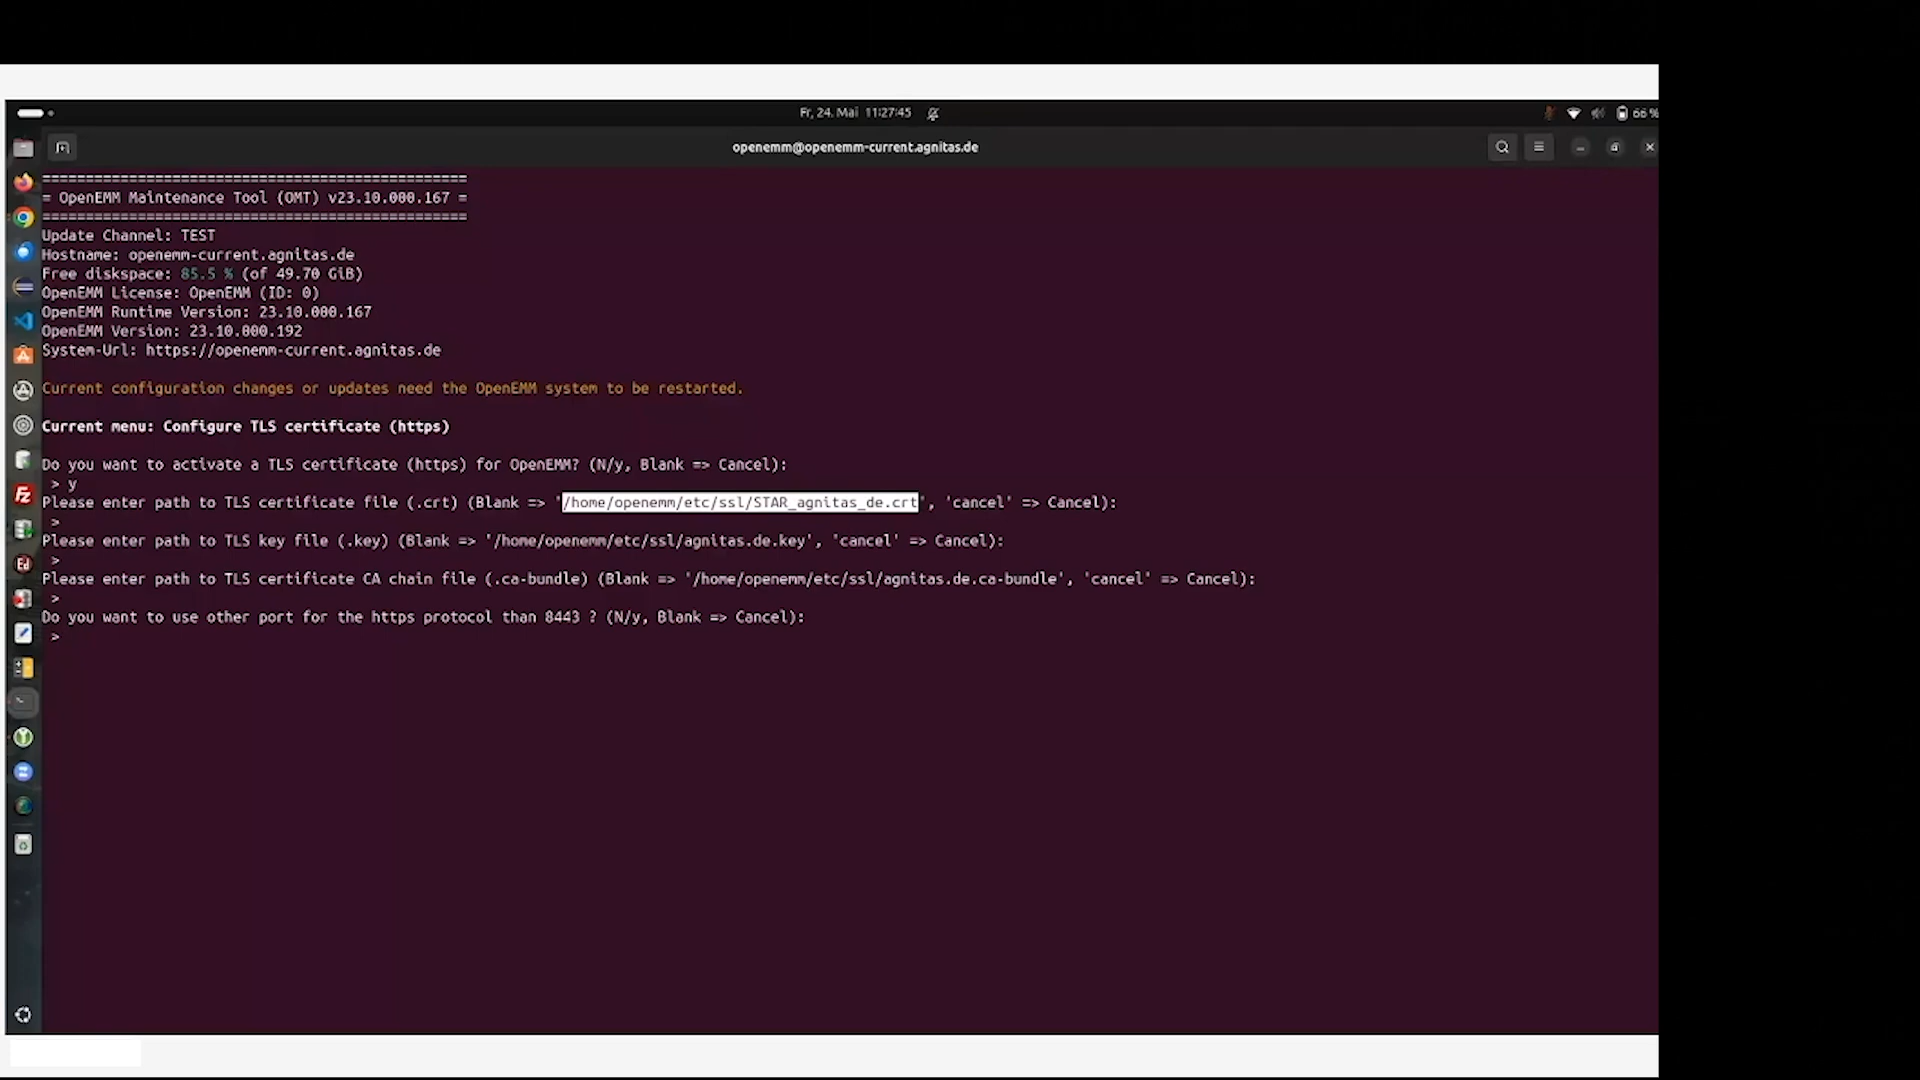 Fr, 24. Mai 11:27:45
66 %
openemm@openemm-current.agnitas.de
=================================================
= OpenEMM Maintenance Tool (OMT) v23.10.000.167 =
=================================================
Update Channel: TEST
Hostname: openemm-current.agnitas.de
Free diskspace: 85.5 % (of 49.70 GiB)
OpenEMM License: OpenEMM (ID: 0)
OpenEMM Runtime Version: 23.10.000.167
OpenEMM Version: 23.10.000.192
System-Url: https://openemm-current.agnitas.de
Current configuration changes or updates need the OpenEMM system to be restarted.
Current menu: Configure TLS certificate (https)
Do you want to activate a TLS certificate (https) for OpenEMM? (N/y, Blank => Cancel):
> y
Please enter path to TLS certificate file (.crt) (Blank => '/home/openemm/etc/ssl/STAR_agnitas_de.crt', 'cancel' => Cancel):
>
Please enter path to TLS key file (.key) (Blank => '/home/openemm/etc/ssl/agnitas.de.key', 'cancel' => Cancel):
>
Please enter path to TLS certificate CA chain file (.ca-bundle) (Blank => '/home/openemm/etc/ssl/agnitas.de.ca-bundle', 'cancel' => Cancel):
>
Do you want to use other port for the https protocol than 8443 ? (N/y, Blank => Cancel):
>